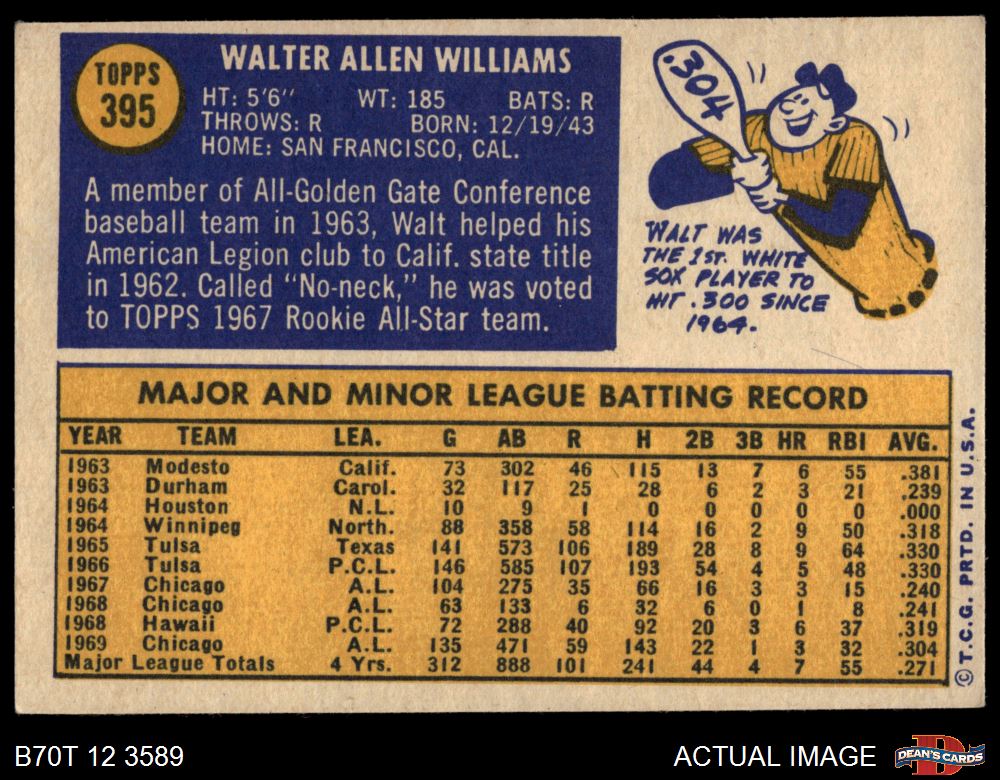 TOPPS
395
WALTER ALLEN WILLIAMS
HT: 5'6" WT: 185 BATS: R
THROWS: R BORN: 12/19/43
HOME: SAN FRANCISCO, CAL.
A member of All-Golden Gate Conference
baseball team in 1963, Walt helped his
American Legion club to Calif. state title
in 1962. Called "No-neck," he was voted
to TOPPS 1967 Rookie All-Star team.
.304
WALT WAS
THE 1ST. WHITE
SOX PLAYER TO
HIT .300 SINCE
1964.
MAJOR AND MINOR LEAGUE BATTING RECORD
YEAR TEAM LEA. G AB R H 2B 3B HR RBI AVG.
1963 Modesto Calif. 73 302 46 115 13 7 6 55 .381
1963 Durham Carol. 32 117 25 28 6 2 3 21 .239
1964 Houston N.L. 10 9 1 0 0 0 0 0 .000
1964 Winnipeg North. 88 358 58 114 16 2 9 50 .318
1965 Tulsa Texas 141 573 106 189 28 8 9 64 .330
1966 Tulsa P.C.L. 146 585 107 193 54 4 5 48 .330
1967 Chicago A.L. 104 275 35 66 16 3 3 15 .240
1968 Chicago A.L. 63 133 6 32 6 0 1 8 .241
1968 Hawaii P.C.L. 72 288 40 92 20 3 6 37 .319
1969 Chicago A.L. 135 471 59 143 22 1 3 32 .304
Major League Totals 4 Yrs. 312 888 101 241 44 4 7 55 .271
© T.C.G. PRTD. IN U.S.A.
B70T 12 3589
ACTUAL IMAGE
DEAN'S CARDS